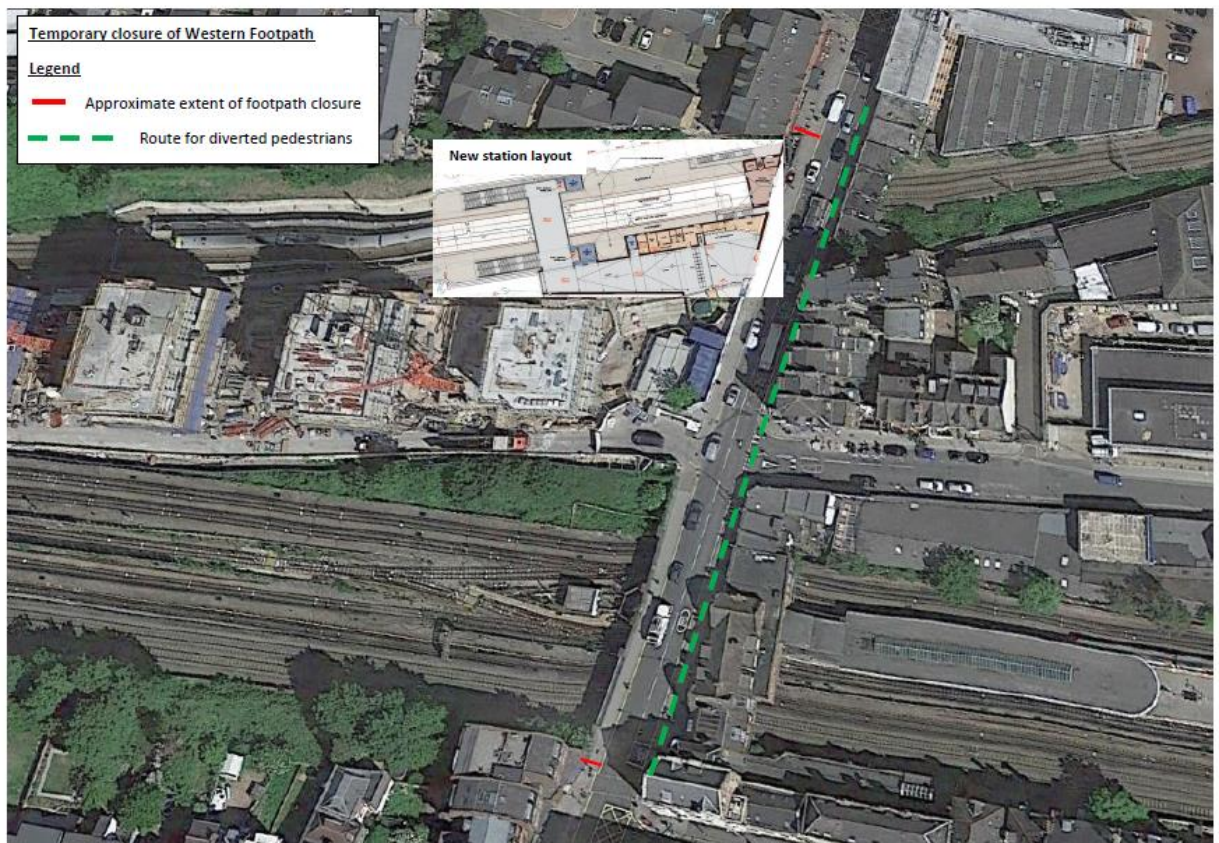 Temporary closure of Western Footpath
Legend
Approximate extent of footpath closure
Route for diverted pedestrians
New station layout